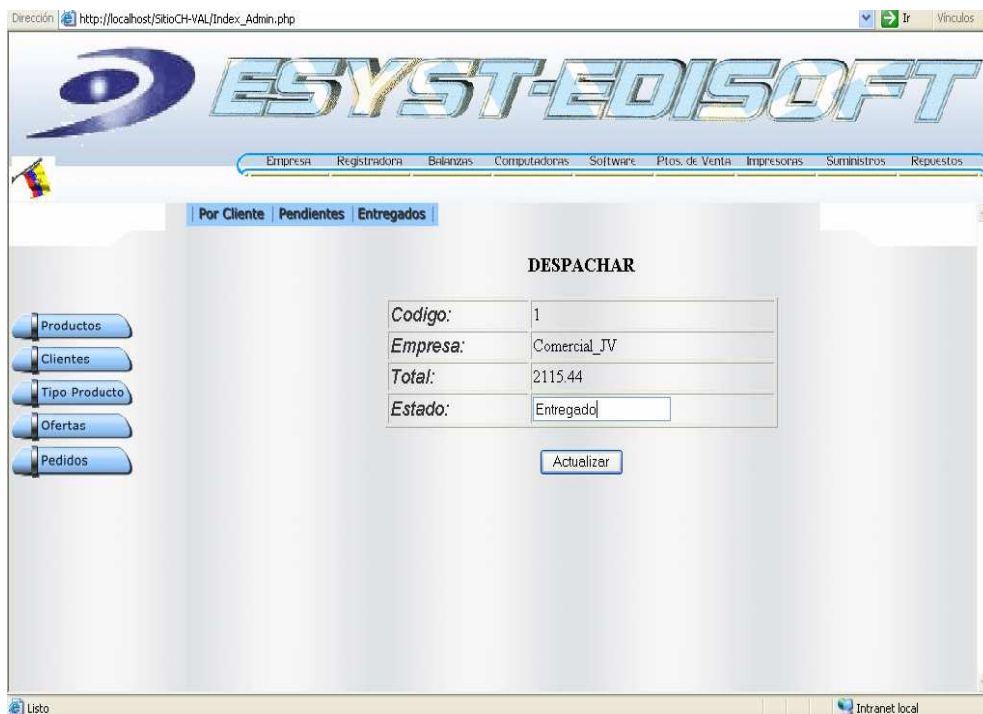 Dirección http://localhost/SitioCH-VAL/Index_Admin.php Ir Vínculos
ESYST-EDISOFT
Empresa Registradora Balanzas Computadoras Software Ptos. de Venta Impresoras Suministros Repuestos
Por Cliente | Pendientes | Entregados
DESPACHAR
Codigo: 1
Empresa: Comercial_JV
Total: 2115.44
Estado: Entregado
Actualizar
Productos
Clientes
Tipo Producto
Ofertas
Pedidos
Listo Intranet local